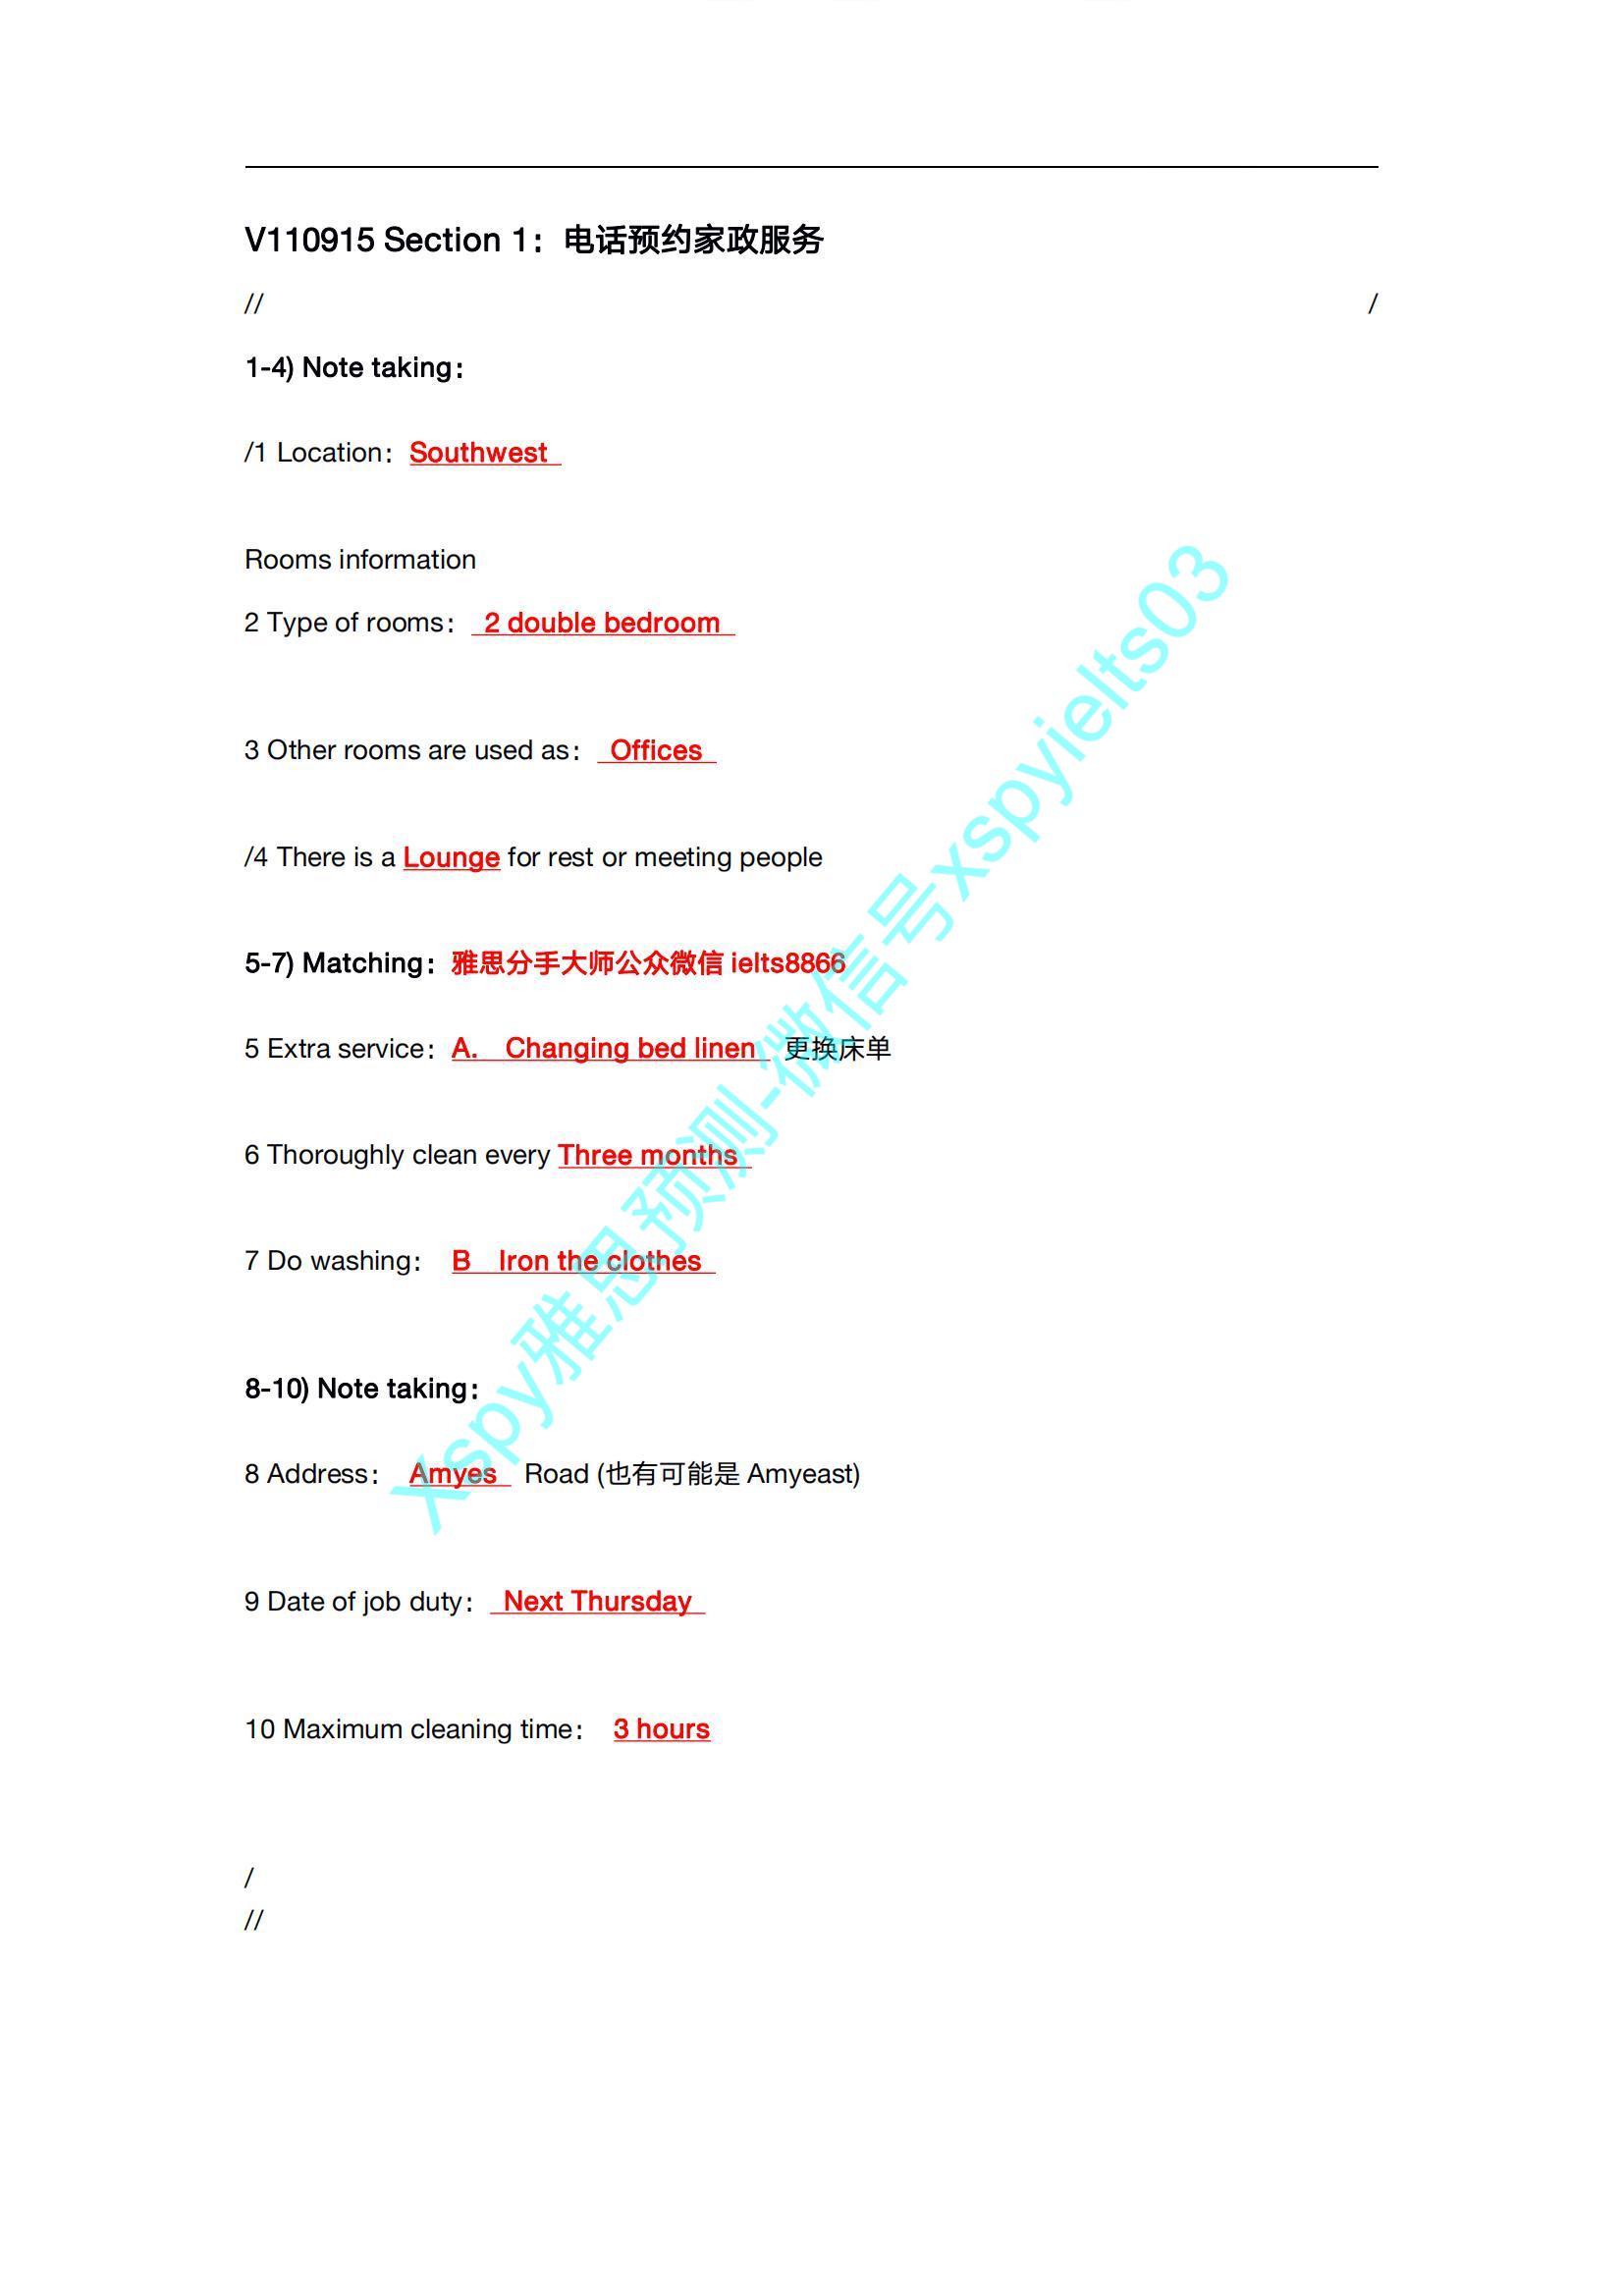 V110915 Section 1：电话预约家政服务
// /
1-4) Note taking：
/1 Location：Southwest
Rooms information
2 Type of rooms： 2 double bedroom
3 Other rooms are used as： Offices
/4 There is a Lounge for rest or meeting people
5-7) Matching：雅思分手大师公众微信 ielts8866
5 Extra service：A. Changing bed linen 更换床单
6 Thoroughly clean every Three months
7 Do washing： B Iron the clothes
8-10) Note taking：
8 Address： Amyes Road (也有可能是 Amyeast)
9 Date of job duty： Next Thursday
10 Maximum cleaning time： 3 hours
/
//
Xspy雅思预测-微信号xspyielts03